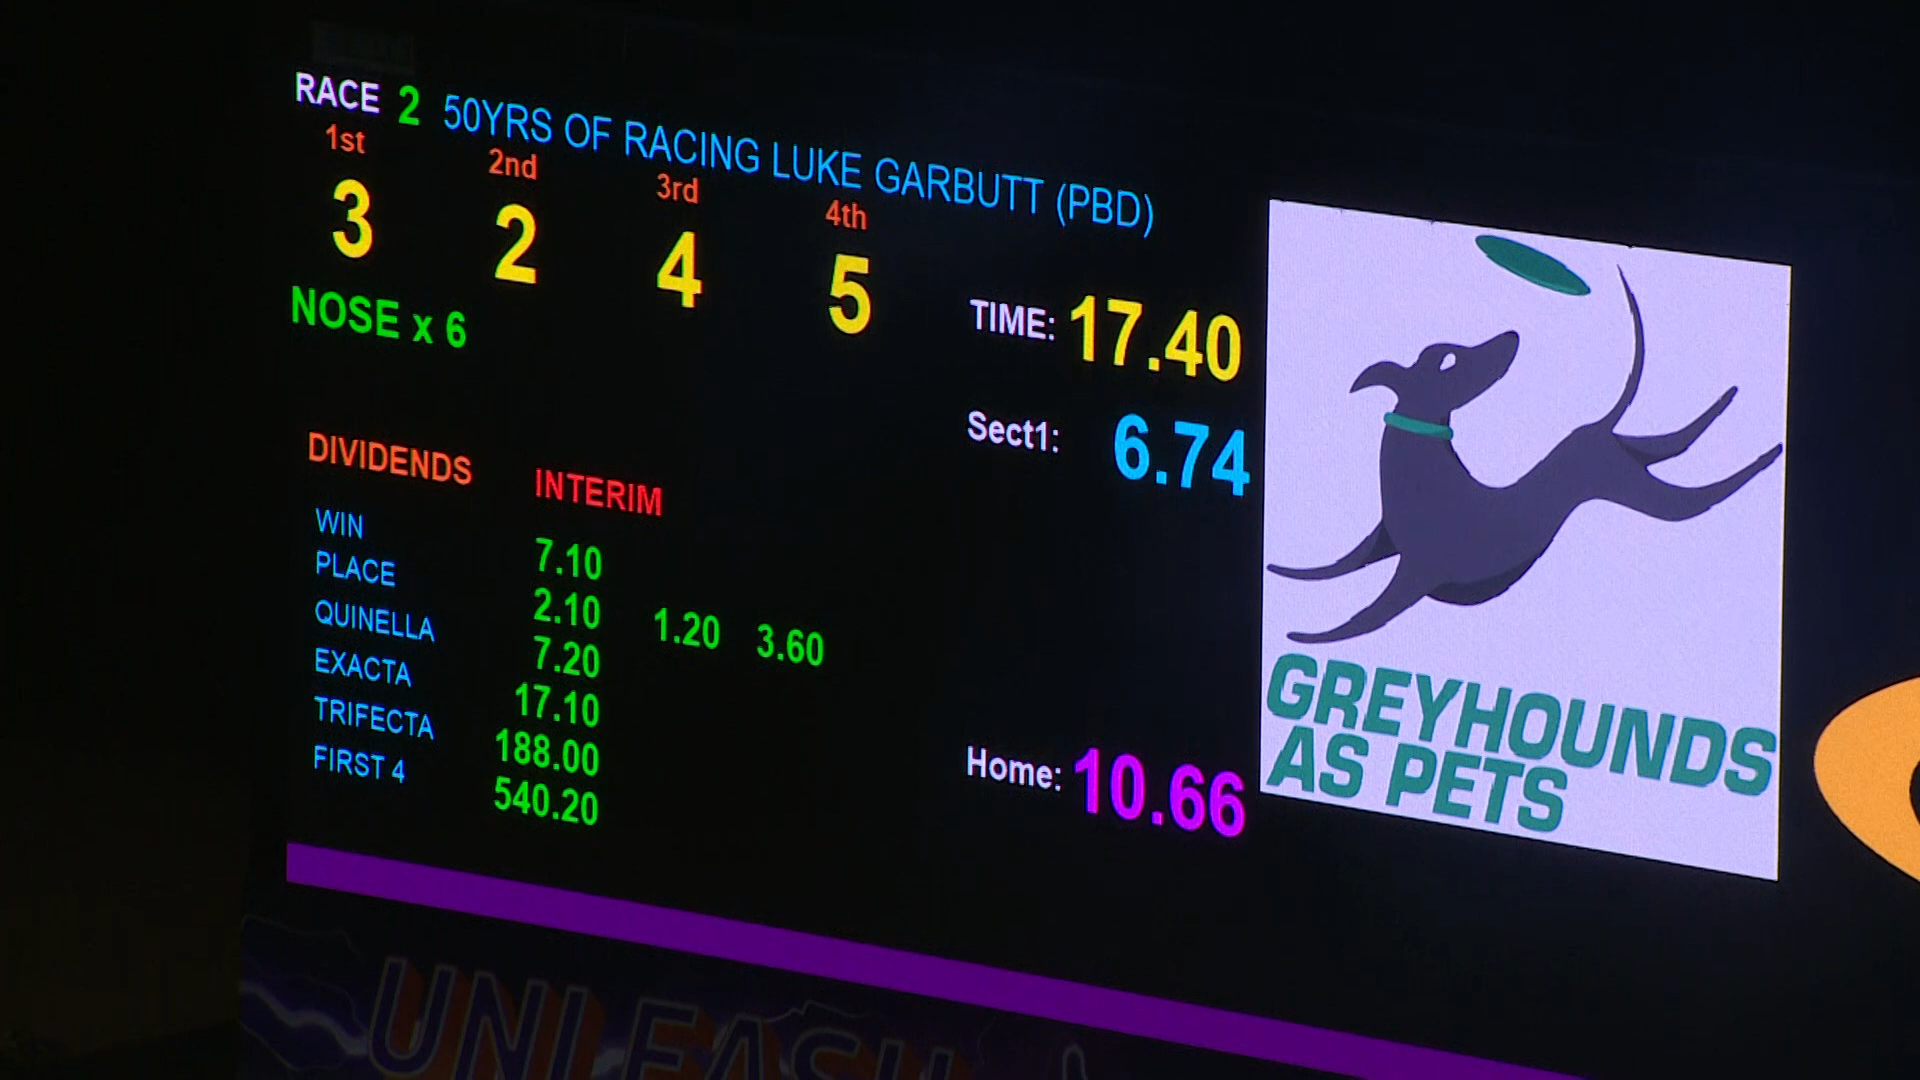 RACE 2 50YRS OF RACING LUKE GARBUTT (PBD)
1st 2nd 3rd 4th
3 2 4 5
NOSE x 6
TIME: 17.40
Sect1: 6.74
DIVIDENDS INTERIM
WIN 7.10
PLACE 2.10 1.20 3.60
QUINELLA 7.20
EXACTA 17.10
TRIFECTA 188.00
FIRST 4 540.20
Home: 10.66
GREYHOUNDS
AS PETS
UNLEASH